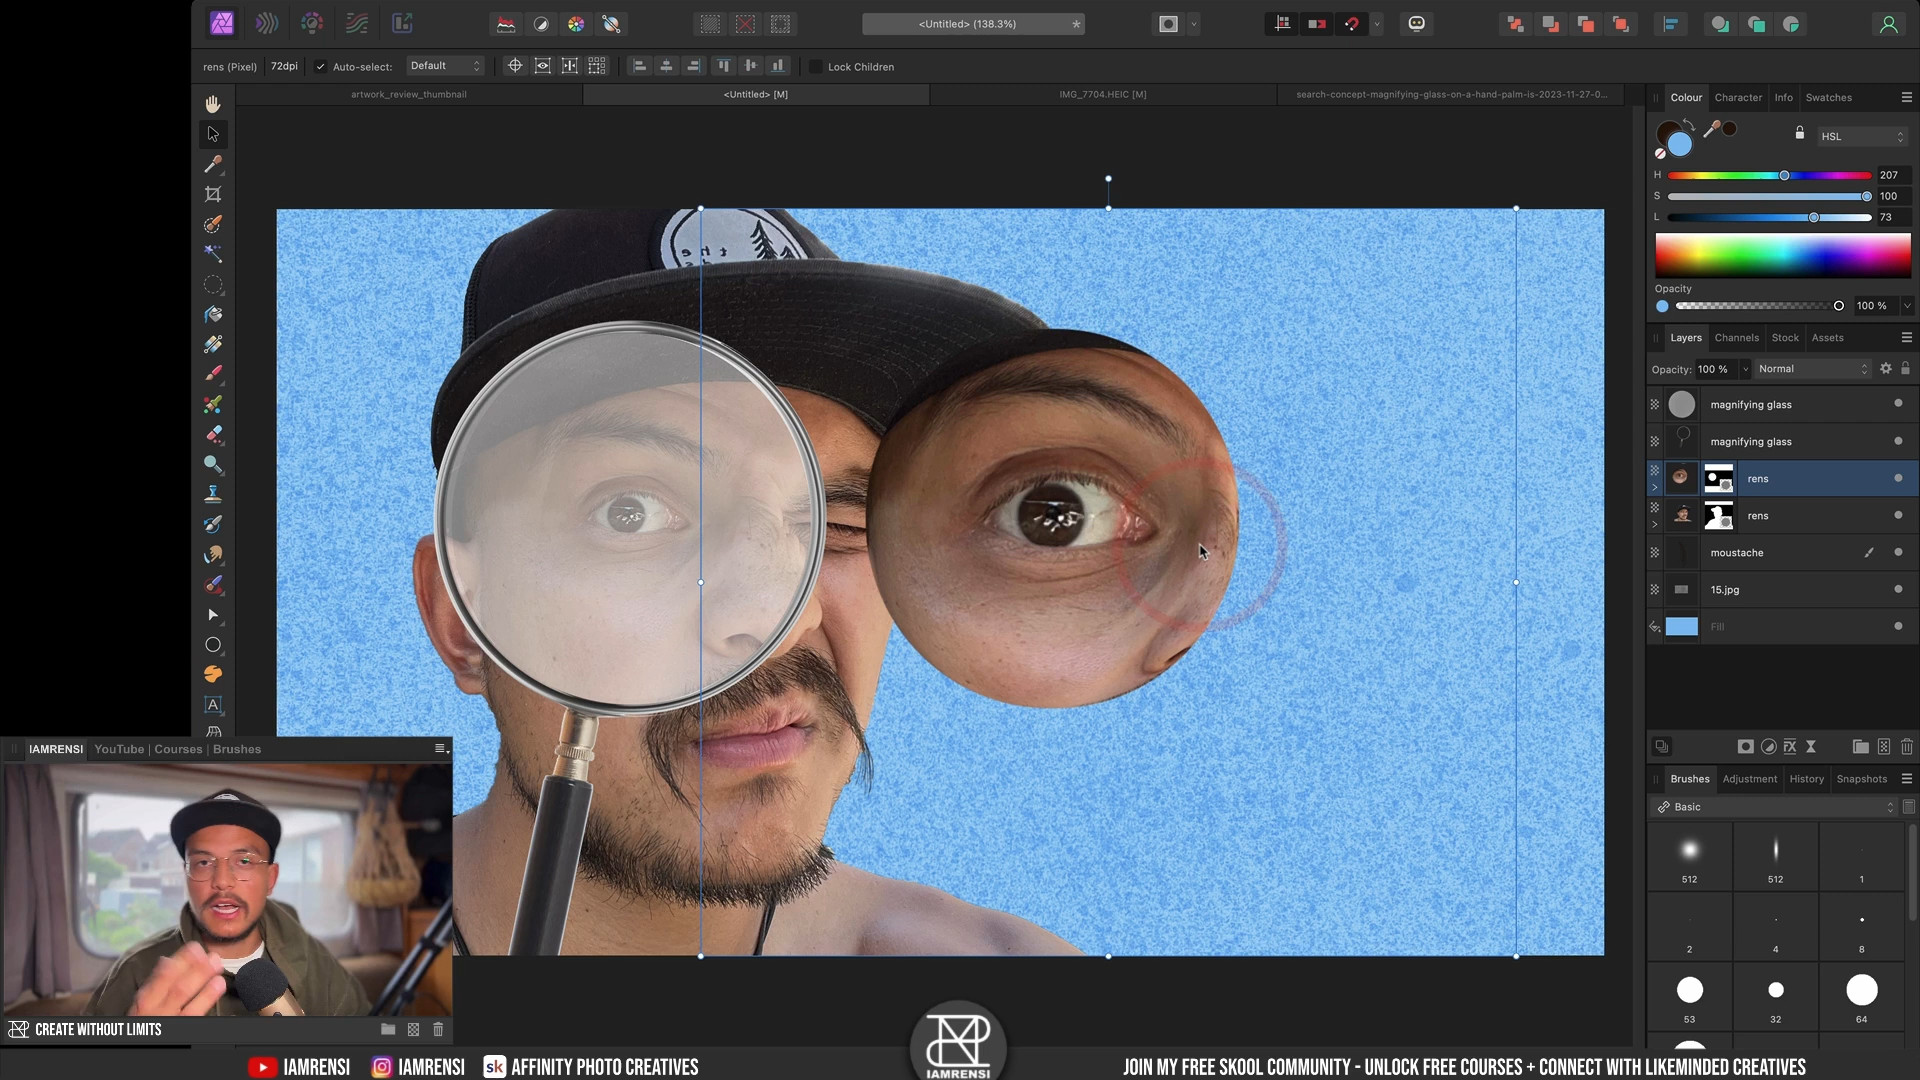 <Untitled> (138.3%)
*
rens (Pixel)
72dpi
Auto-select:
Default
Lock Children
artwork_review_thumbnail
<Untitled> [M]
IMG_7704.HEIC [M]
search-concept-magnifying-glass-on-a-hand-palm-is-2023-11-27-0...
Colour
Character
Info
Swatches
HSL
H
207
S
100
L
73
Opacity
100 %
Layers
Channels
Stock
Assets
Opacity:
100 %
Normal
magnifying glass
magnifying glass
rens
rens
moustache
15.jpg
Fill
Brushes
Adjustment
History
Snapshots
Basic
512
512
1
2
4
8
53
32
64
A
IAMRENSI
YouTube | Courses | Brushes
CREATE WITHOUT LIMITS
IAMRENSI
IAMRENSI
sk
AFFINITY PHOTO CREATIVES
IAMRENSI
JOIN MY FREE SKOOL COMMUNITY - UNLOCK FREE COURSES + CONNECT WITH LIKEMINDED CREATIVES